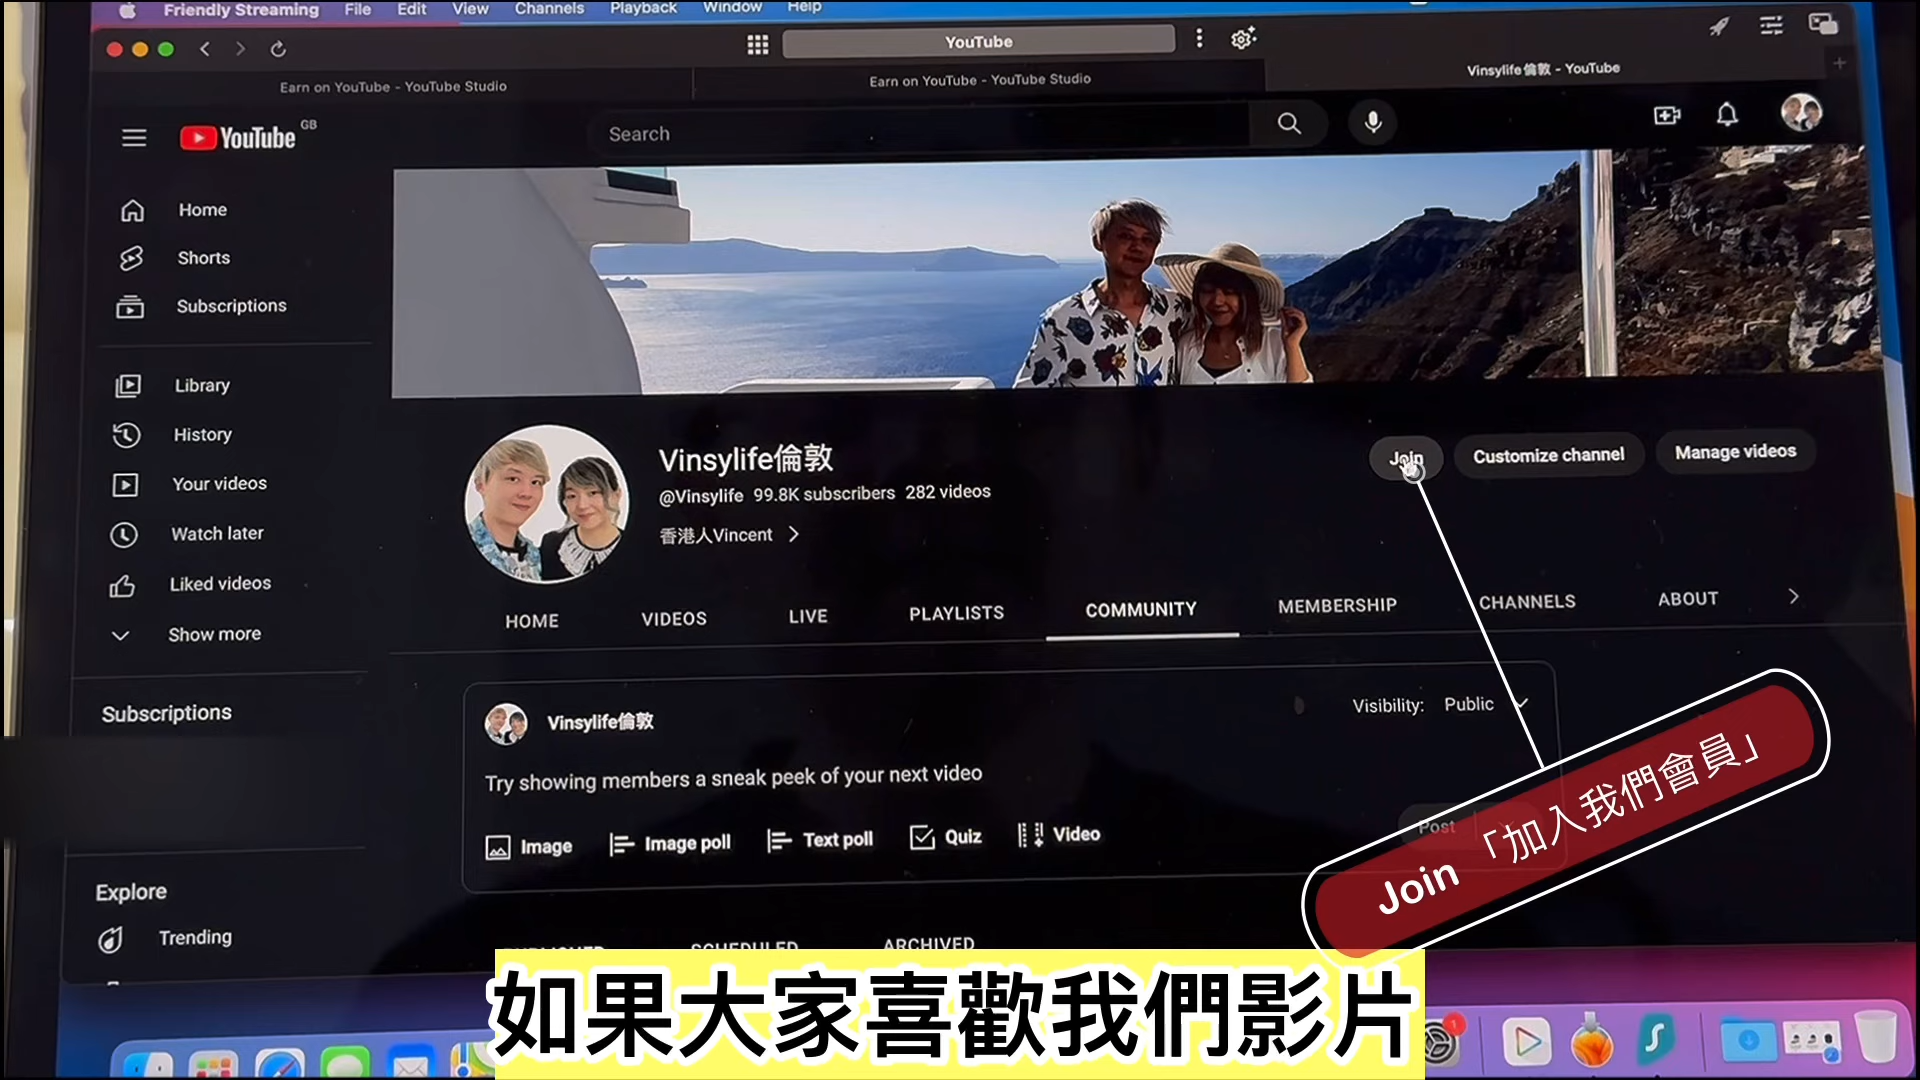 Friendly Streaming File Edit View Channels Playback Window Help
YouTube
Earn on YouTube - YouTube Studio
Earn on YouTube - YouTube Studio
Vinsylife倫敦 - YouTube
YouTube GB
Search
Home
Shorts
Subscriptions
Library
History
Your videos
Watch later
Liked videos
Show more
Subscriptions
Explore
Trending
Vinsylife倫敦
@Vinsylife 99.8K subscribers 282 videos
香港人Vincent
Join
Customize channel
Manage videos
HOME VIDEOS LIVE PLAYLISTS COMMUNITY MEMBERSHIP CHANNELS ABOUT
Vinsylife倫敦
Visibility: Public
Try showing members a sneak peek of your next video
Image Image poll Text poll Quiz Video
Post
PUBLISHED SCHEDULED ARCHIVED
Join「加入我們會員」
如果大家喜歡我們影片
1